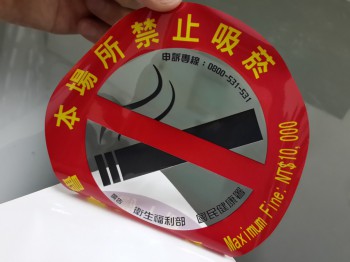 本場所禁止吸菸
申訴專線:0800-531-531
衛生福利部 國民健康署
Maximum Fine: NT$10,000